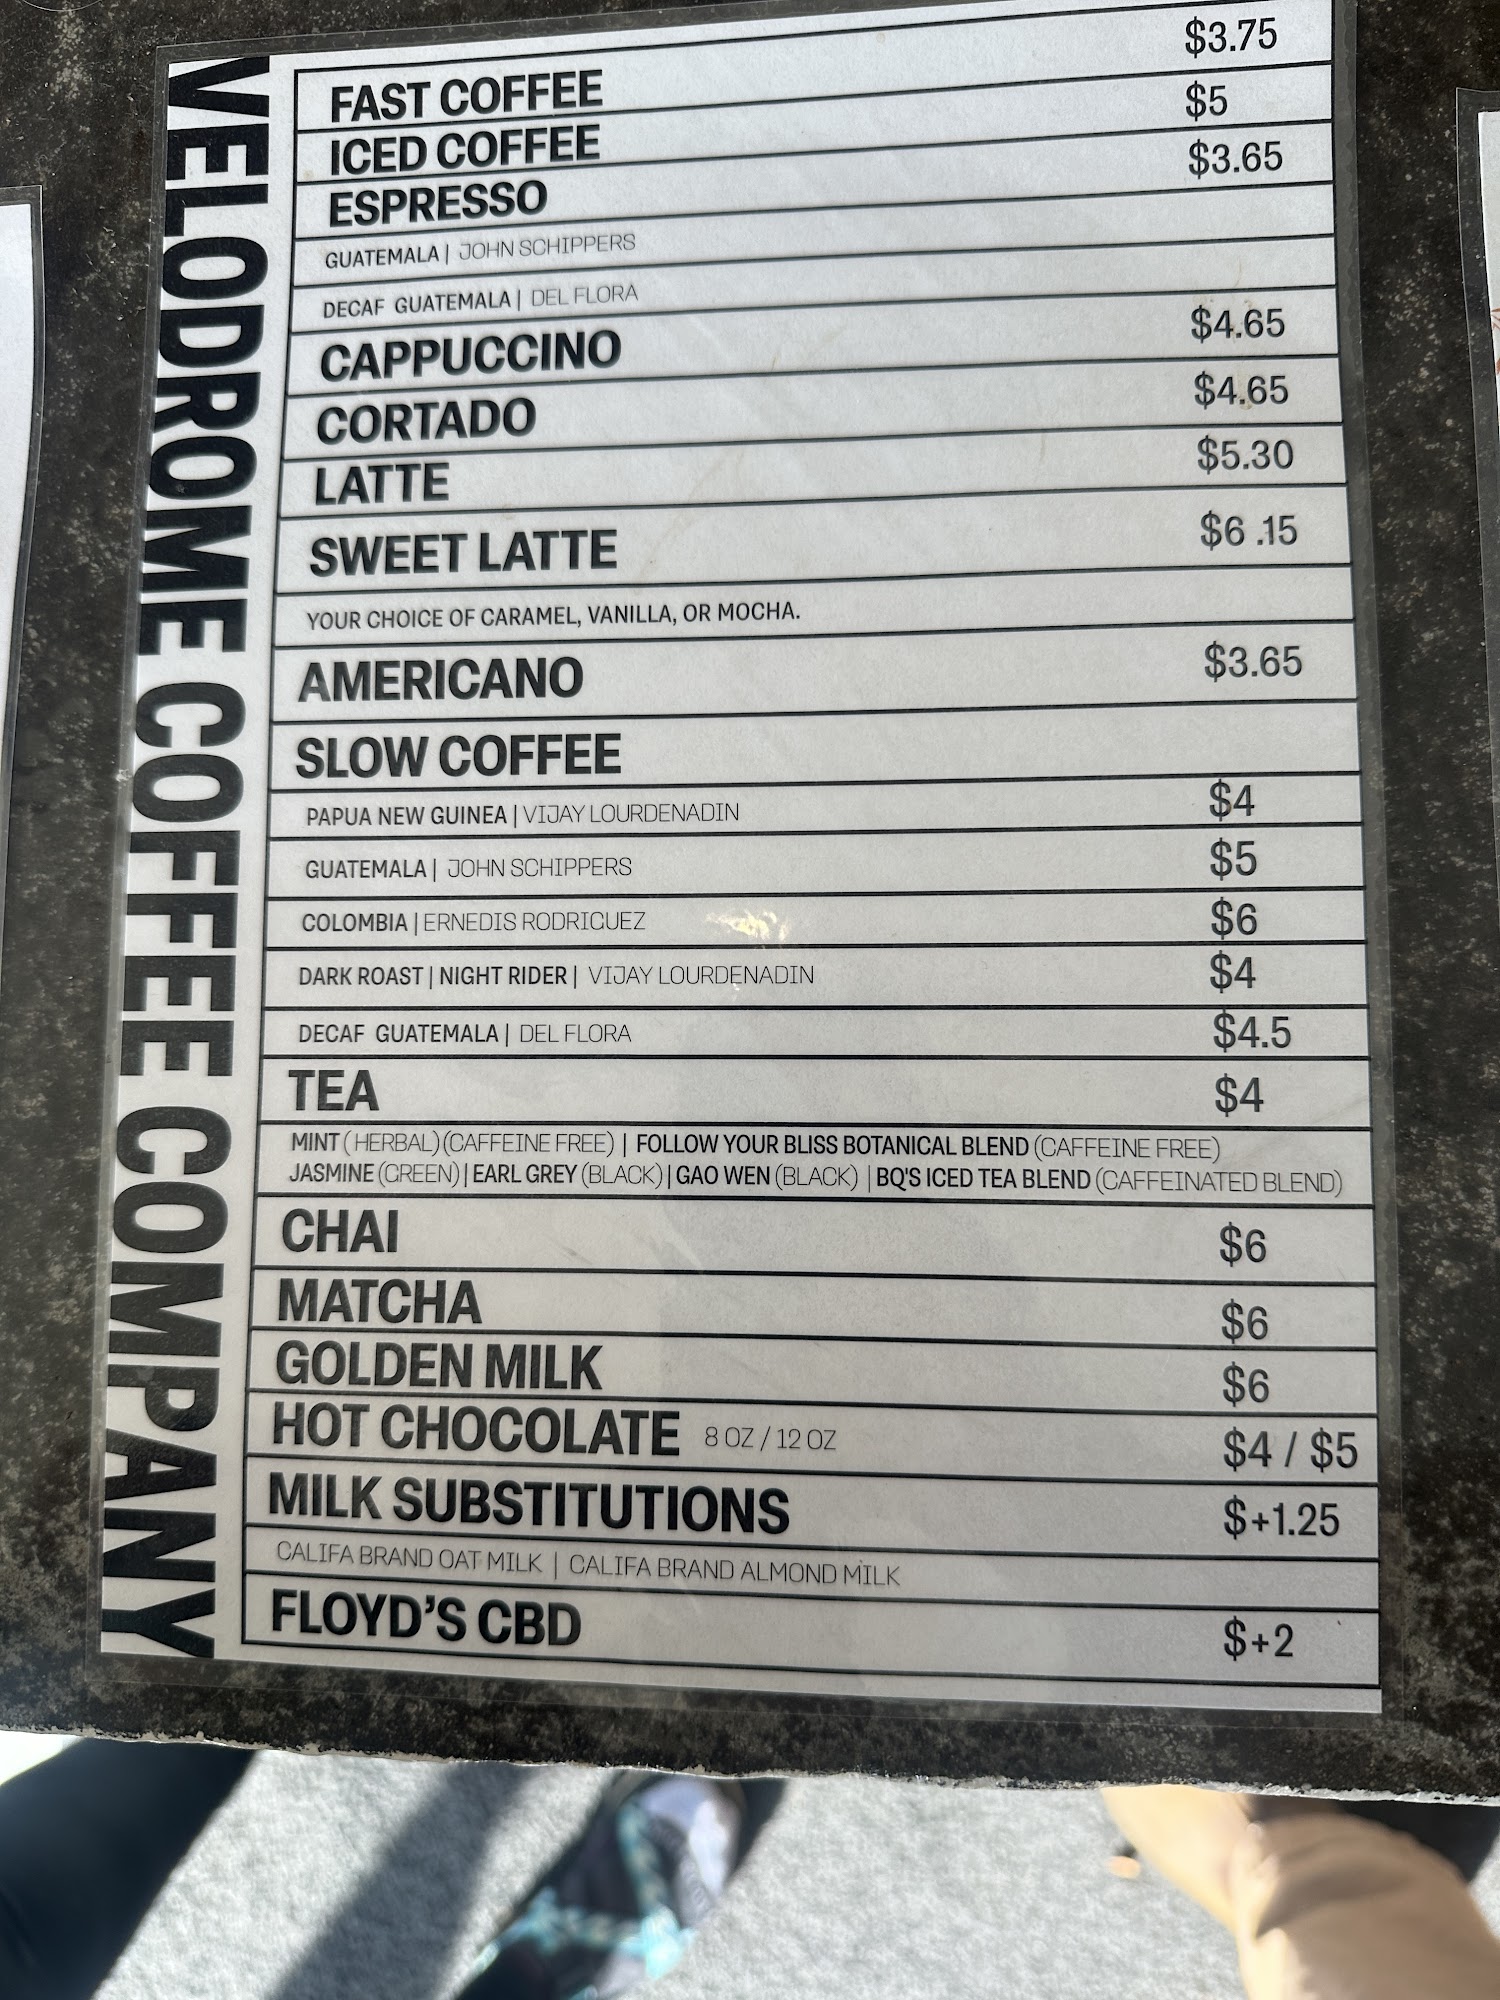 VELODROME COFFEE COMPANY
FAST COFFEE $3.75
ICED COFFEE $5
ESPRESSO $3.65
GUATEMALA | JOHN SCHIPPERS
DECAF GUATEMALA | DEL FLORA
CAPPUCCINO $4.65
CORTADO $4.65
LATTE $5.30
SWEET LATTE $6 .15
YOUR CHOICE OF CARAMEL, VANILLA, OR MOCHA.
AMERICANO $3.65
SLOW COFFEE
PAPUA NEW GUINEA | VIJAY LOURDENADIN $4
GUATEMALA | JOHN SCHIPPERS $5
COLOMBIA | ERNEDIS RODRIGUEZ $6
DARK ROAST | NIGHT RIDER | VIJAY LOURDENADIN $4
DECAF GUATEMALA | DEL FLORA $4.5
TEA $4
MINT (HERBAL)(CAFFEINE FREE) | FOLLOW YOUR BLISS BOTANICAL BLEND (CAFFEINE FREE)
JASMINE (GREEN) | EARL GREY (BLACK) | GAO WEN (BLACK) | BQ'S ICED TEA BLEND (CAFFEINATED BLEND)
CHAI $6
MATCHA $6
GOLDEN MILK $6
HOT CHOCOLATE 8 OZ / 12 OZ $4 / $5
MILK SUBSTITUTIONS $+1.25
CALIFA BRAND OAT MILK | CALIFA BRAND ALMOND MILK
FLOYD'S CBD $+2